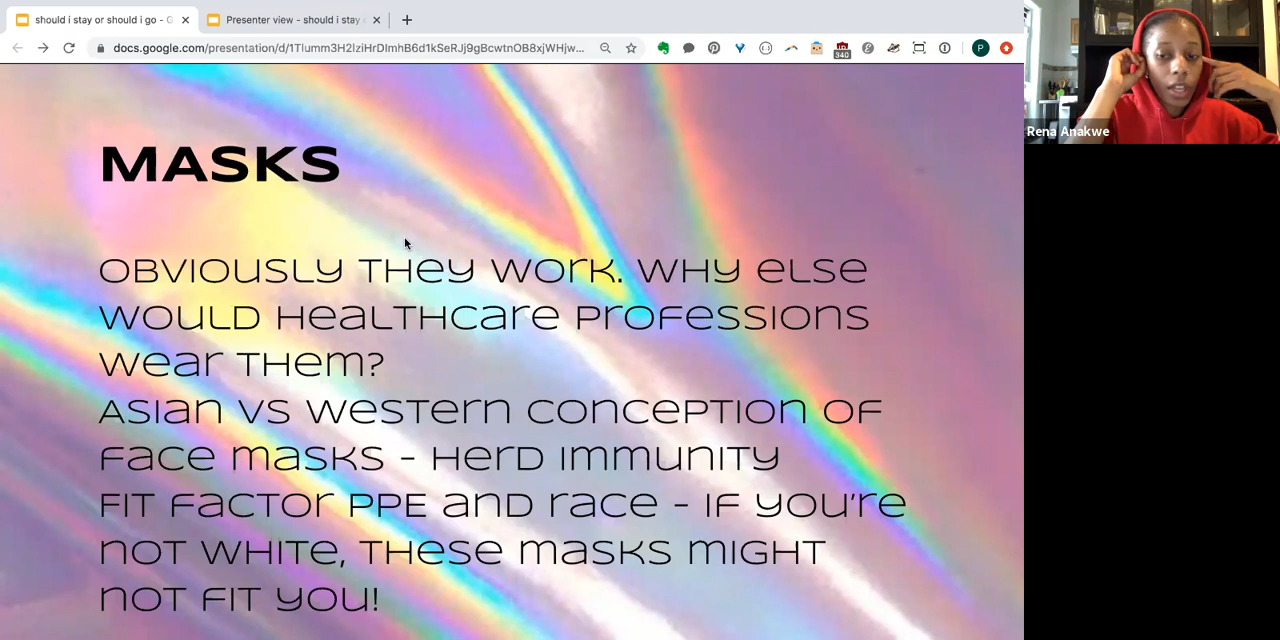 should i stay or should i go - G
Presenter view - should i stay
docs.google.com/presentation/d/1Tlumm3H2lziHrDlmhB6d1kSeRJj9gBcwtnOB8xjWHjw...
340
P
Rena Anakwe
MASKS
Obviously they work. Why else
would healthcare professions
wear them?
Asian vs Western conception of
face masks - herd immunity
Fit factor PPE and race - if you're
not white, these masks might
not fit you!